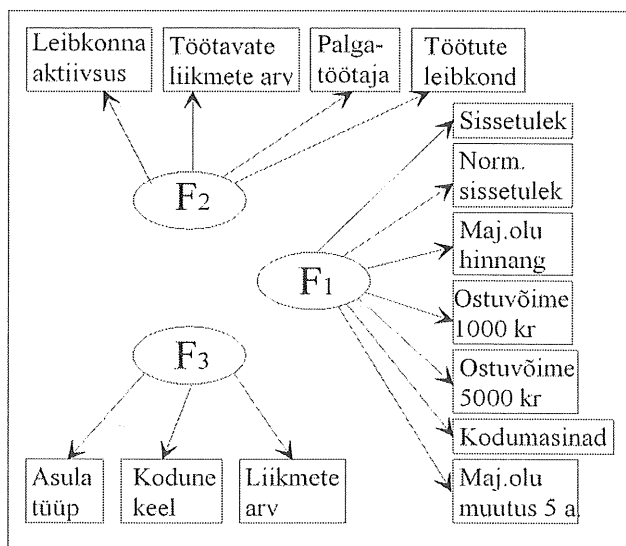 Leibkonna
aktiivsus
Töötavate
liikmete arv
Palga-
töötaja
Töötute
leibkond
F2
F1
F3
Sissetulek
Norm.
sissetulek
Maj.olu
hinnang
Ostuvõime
1000 kr
Ostuvõime
5000 kr
Kodumasinad
Maj.olu
muutus 5 a.
Asula
tüüp
Kodune
keel
Liikmete
arv